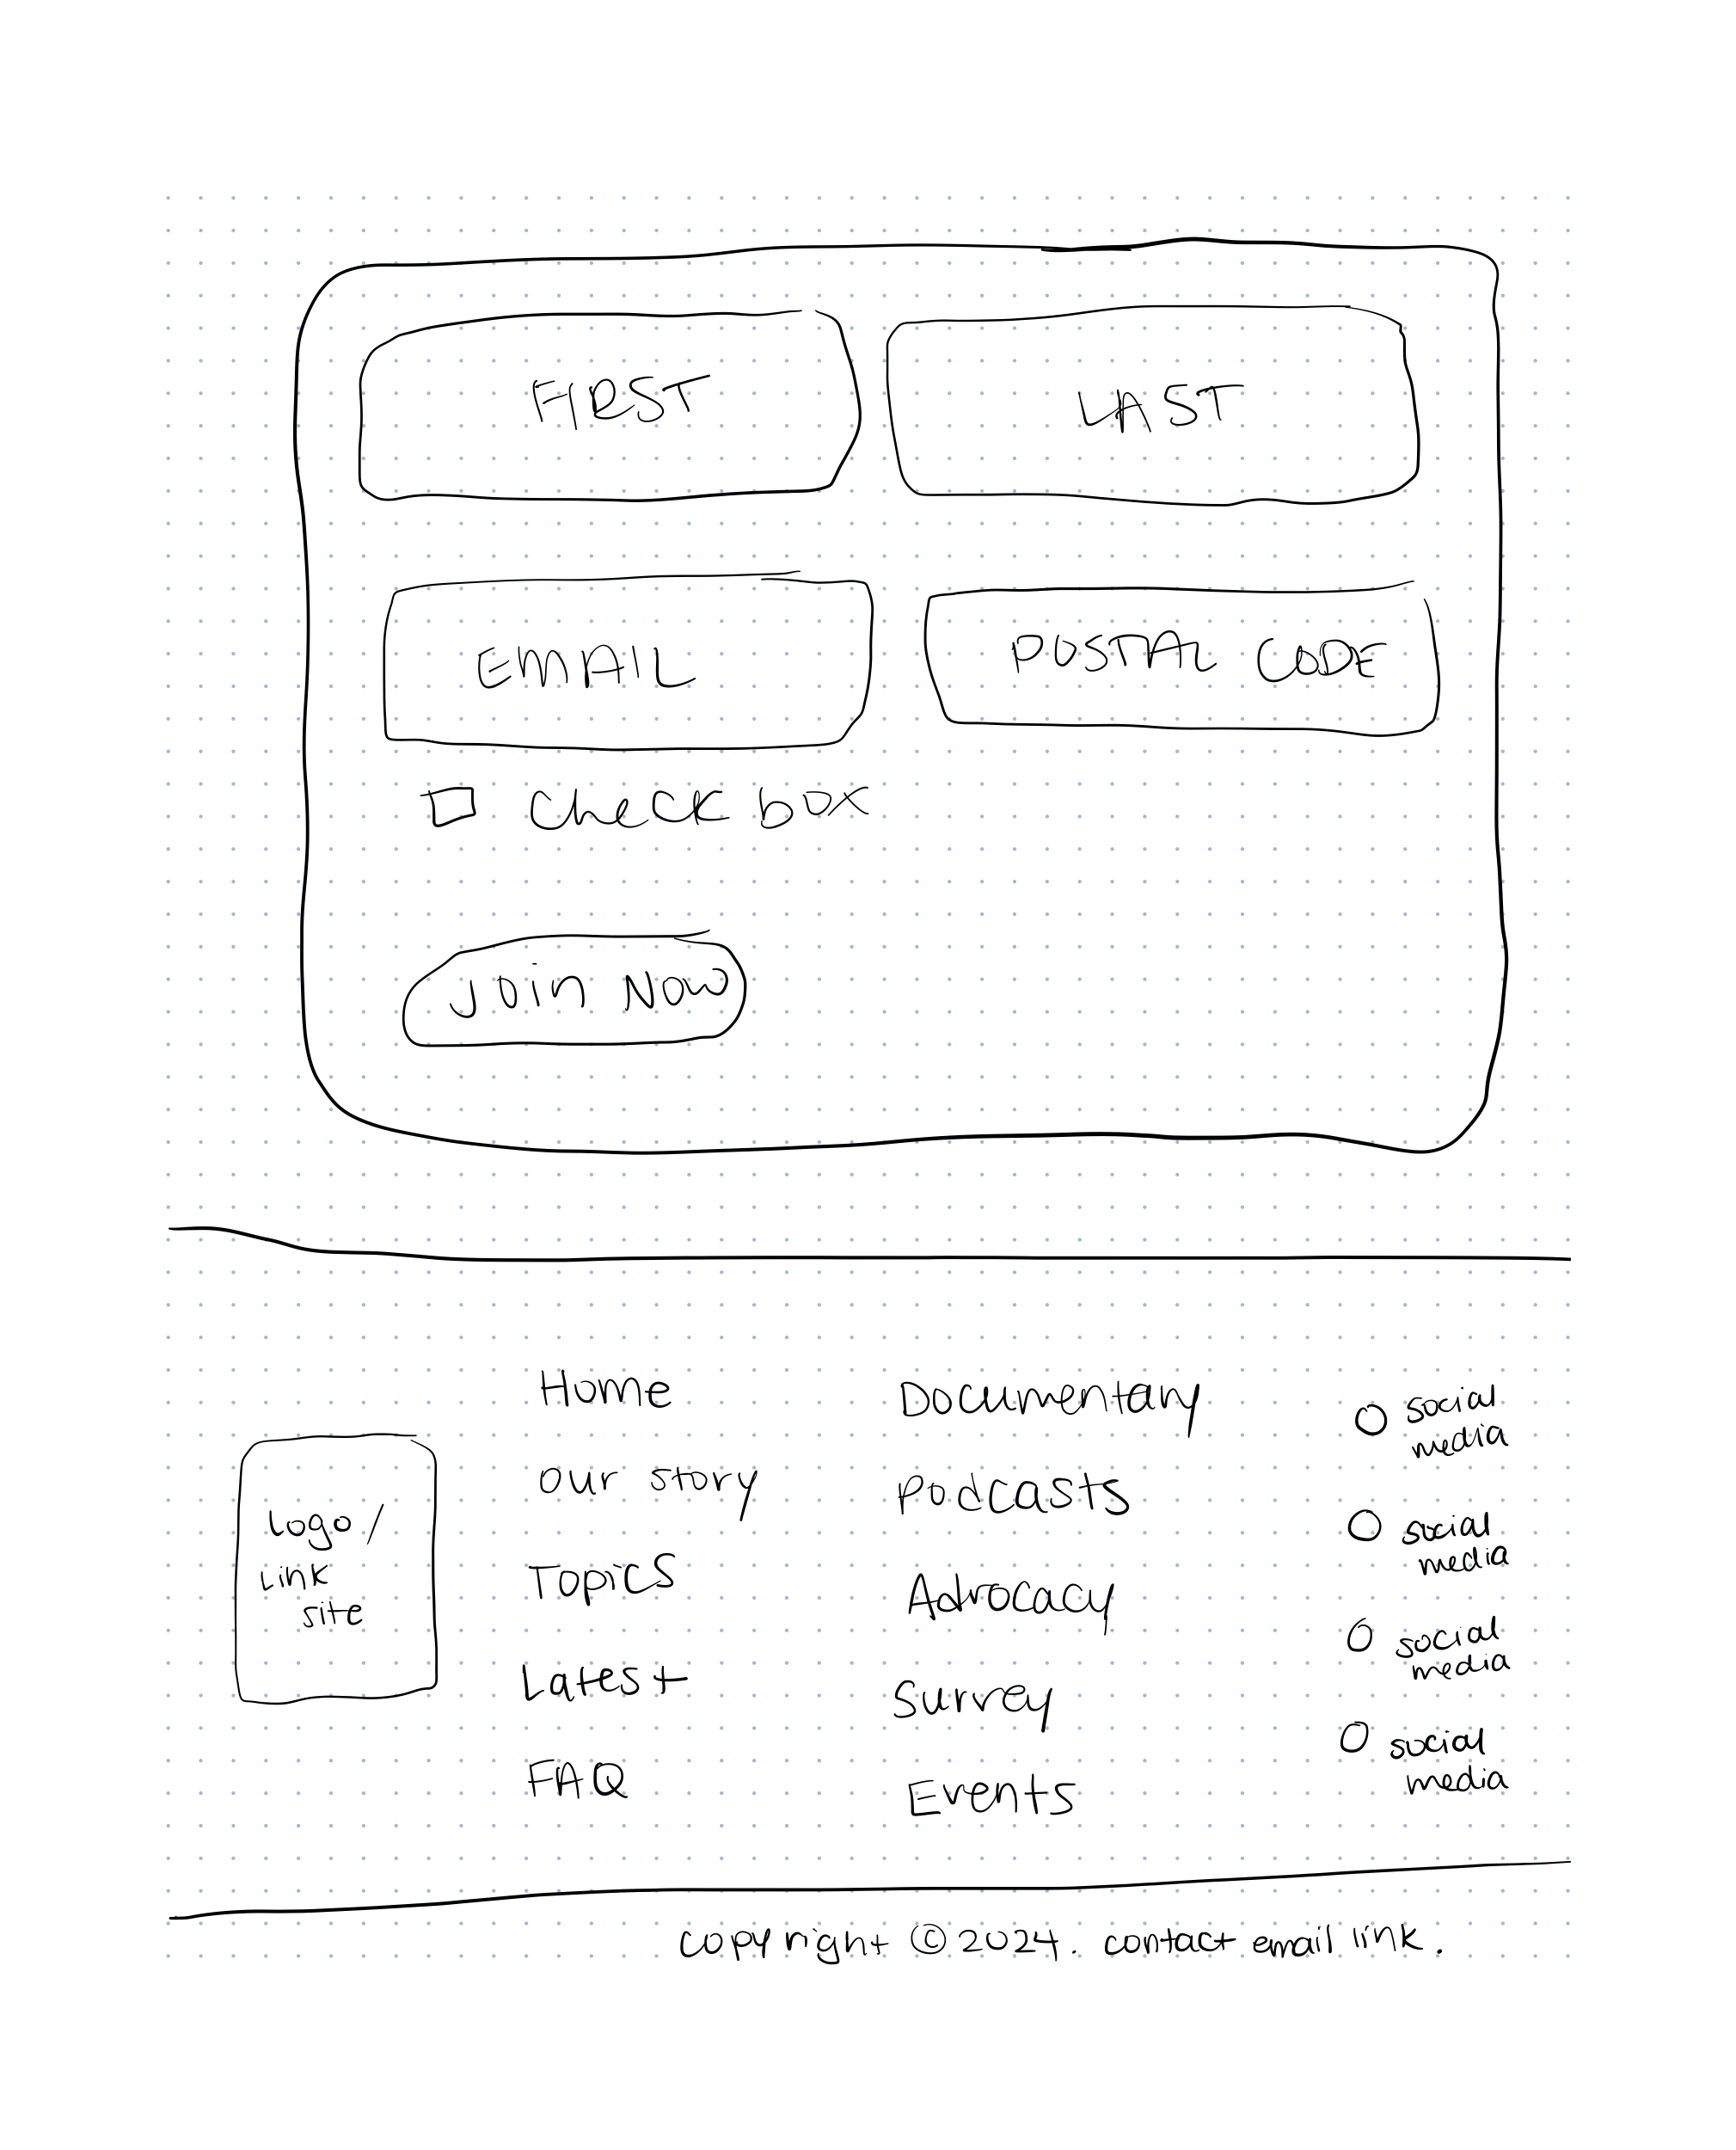 FIRST
LAST
EMAIL
POSTAL CODE
check box
Join Now
Logo /
Link
site
Home
our story
Topics
Latest
FAQ
Documentary
Podcasts
Advocacy
Survey
Events
social
media
social
media
social
media
social
media
copyright © 2024. contact email link.